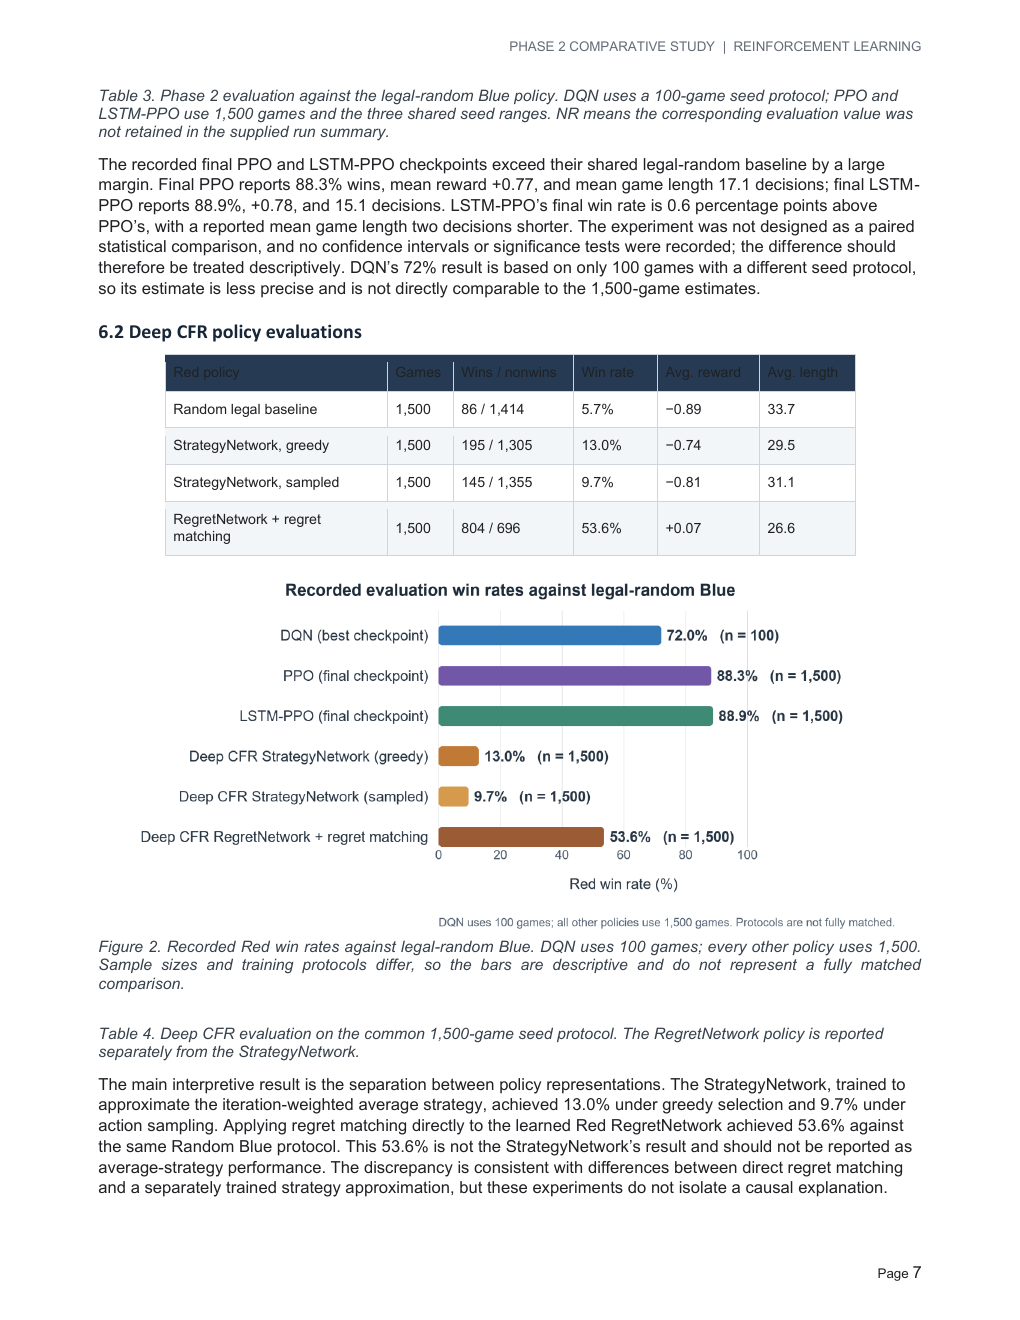 PHASE 2 COMPARATIVE STUDY | REINFORCEMENT LEARNING
Table 3. Phase 2 evaluation against the legal-random Blue policy. DQN uses a 100-game seed protocol; PPO and
LSTM-PPO use 1,500 games and the three shared seed ranges. NR means the corresponding evaluation value was
not retained in the supplied run summary.
The recorded final PPO and LSTM-PPO checkpoints exceed their shared legal-random baseline by a large
margin. Final PPO reports 88.3% wins, mean reward +0.77, and mean game length 17.1 decisions; final LSTM-
PPO reports 88.9%, +0.78, and 15.1 decisions. LSTM-PPO’s final win rate is 0.6 percentage points above
PPO’s, with a reported mean game length two decisions shorter. The experiment was not designed as a paired
statistical comparison, and no confidence intervals or significance tests were recorded; the difference should
therefore be treated descriptively. DQN’s 72% result is based on only 100 games with a different seed protocol,
so its estimate is less precise and is not directly comparable to the 1,500-game estimates.
6.2 Deep CFR policy evaluations
Red policy Games Wins / nonwins Win rate Avg. reward Avg. length
Random legal baseline 1,500 86 / 1,414 5.7% −0.89 33.7
StrategyNetwork, greedy 1,500 195 / 1,305 13.0% −0.74 29.5
StrategyNetwork, sampled 1,500 145 / 1,355 9.7% −0.81 31.1
RegretNetwork + regret
matching 1,500 804 / 696 53.6% +0.07 26.6
Recorded evaluation win rates against legal-random Blue
DQN (best checkpoint) 72.0% (n = 100)
PPO (final checkpoint) 88.3% (n = 1,500)
LSTM-PPO (final checkpoint) 88.9% (n = 1,500)
Deep CFR StrategyNetwork (greedy) 13.0% (n = 1,500)
Deep CFR StrategyNetwork (sampled) 9.7% (n = 1,500)
Deep CFR RegretNetwork + regret matching 53.6% (n = 1,500)
0 20 40 60 80 100
Red win rate (%)
DQN uses 100 games; all other policies use 1,500 games. Protocols are not fully matched.
Figure 2. Recorded Red win rates against legal-random Blue. DQN uses 100 games; every other policy uses 1,500.
Sample sizes and training protocols differ, so the bars are descriptive and do not represent a fully matched
comparison.
Table 4. Deep CFR evaluation on the common 1,500-game seed protocol. The RegretNetwork policy is reported
separately from the StrategyNetwork.
The main interpretive result is the separation between policy representations. The StrategyNetwork, trained to
approximate the iteration-weighted average strategy, achieved 13.0% under greedy selection and 9.7% under
action sampling. Applying regret matching directly to the learned Red RegretNetwork achieved 53.6% against
the same Random Blue protocol. This 53.6% is not the StrategyNetwork’s result and should not be reported as
average-strategy performance. The discrepancy is consistent with differences between direct regret matching
and a separately trained strategy approximation, but these experiments do not isolate a causal explanation.
Page 7